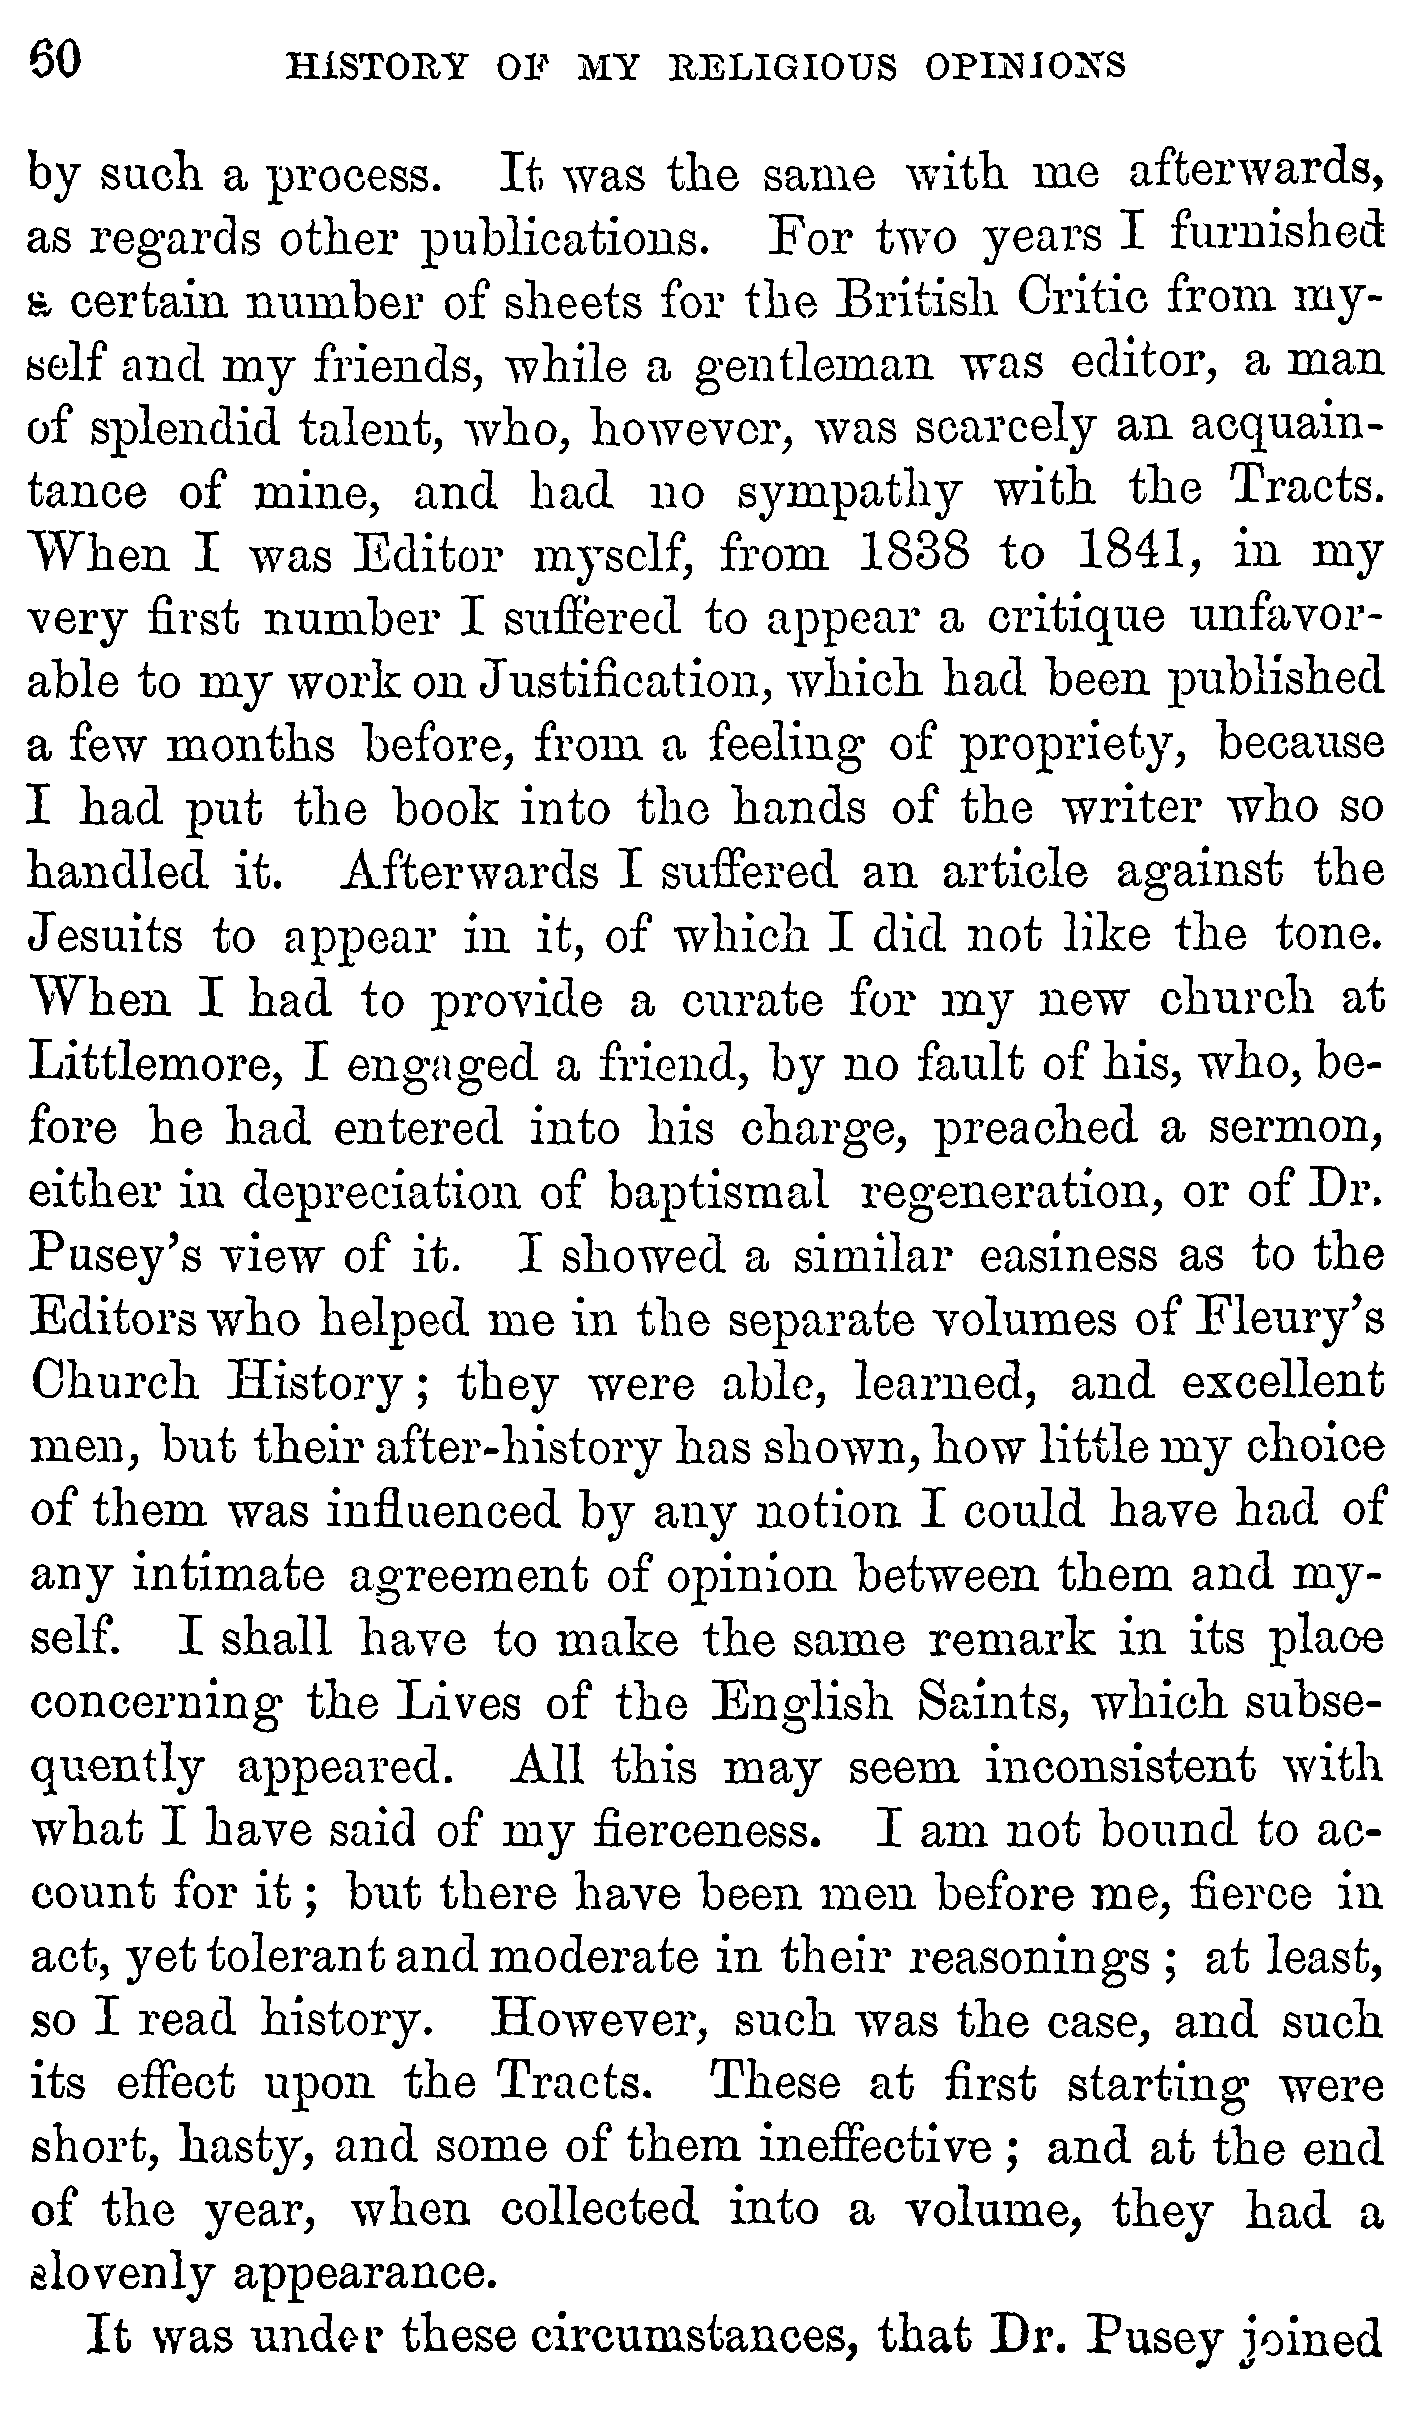 60 HISTORY OF MY RELIGIOUS OPINIONS
by such a process. It was the same with me afterwards,
as regards other publications. For two years I furnished
a certain number of sheets for the British Critic from my-
self and my friends, while a gentleman was editor, a man
of splendid talent, who, however, was scarcely an acquain-
tance of mine, and had no sympathy with the Tracts.
When I was Editor myself, from 1838 to 1841, in my
very first number I suffered to appear a critique unfavor-
able to my work on Justification, which had been published
a few months before, from a feeling of propriety, because
I had put the book into the hands of the writer who so
handled it. Afterwards I suffered an article against the
Jesuits to appear in it, of which I did not like the tone.
When I had to provide a curate for my new church at
Littlemore, I engaged a friend, by no fault of his, who, be-
fore he had entered into his charge, preached a sermon,
either in depreciation of baptismal regeneration, or of Dr.
Pusey's view of it. I showed a similar easiness as to the
Editors who helped me in the separate volumes of Fleury's
Church History; they were able, learned, and excellent
men, but their after-history has shown, how little my choice
of them was influenced by any notion I could have had of
any intimate agreement of opinion between them and my-
self. I shall have to make the same remark in its place
concerning the Lives of the English Saints, which subse-
quently appeared. All this may seem inconsistent with
what I have said of my fierceness. I am not bound to ac-
count for it; but there have been men before me, fierce in
act, yet tolerant and moderate in their reasonings; at least,
so I read history. However, such was the case, and such
its effect upon the Tracts. These at first starting were
short, hasty, and some of them ineffective; and at the end
of the year, when collected into a volume, they had a
slovenly appearance.
It was under these circumstances, that Dr. Pusey joined